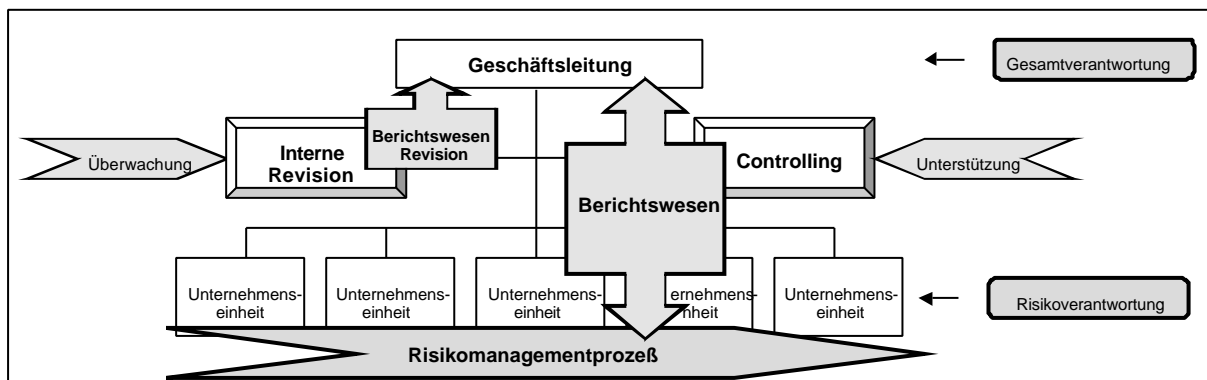 Geschäftsleitung
Gesamtverantwortung
Berichtswesen
Revision
Überwachung
Interne
Revision
Controlling
Unterstützung
Berichtswesen
Unternehmens-
einheit
Unternehmens-
einheit
Unternehmens-
einheit
ernehmens-
nheit
Unternehmens-
einheit
Risikoverantwortung
Risikomanagementprozeß